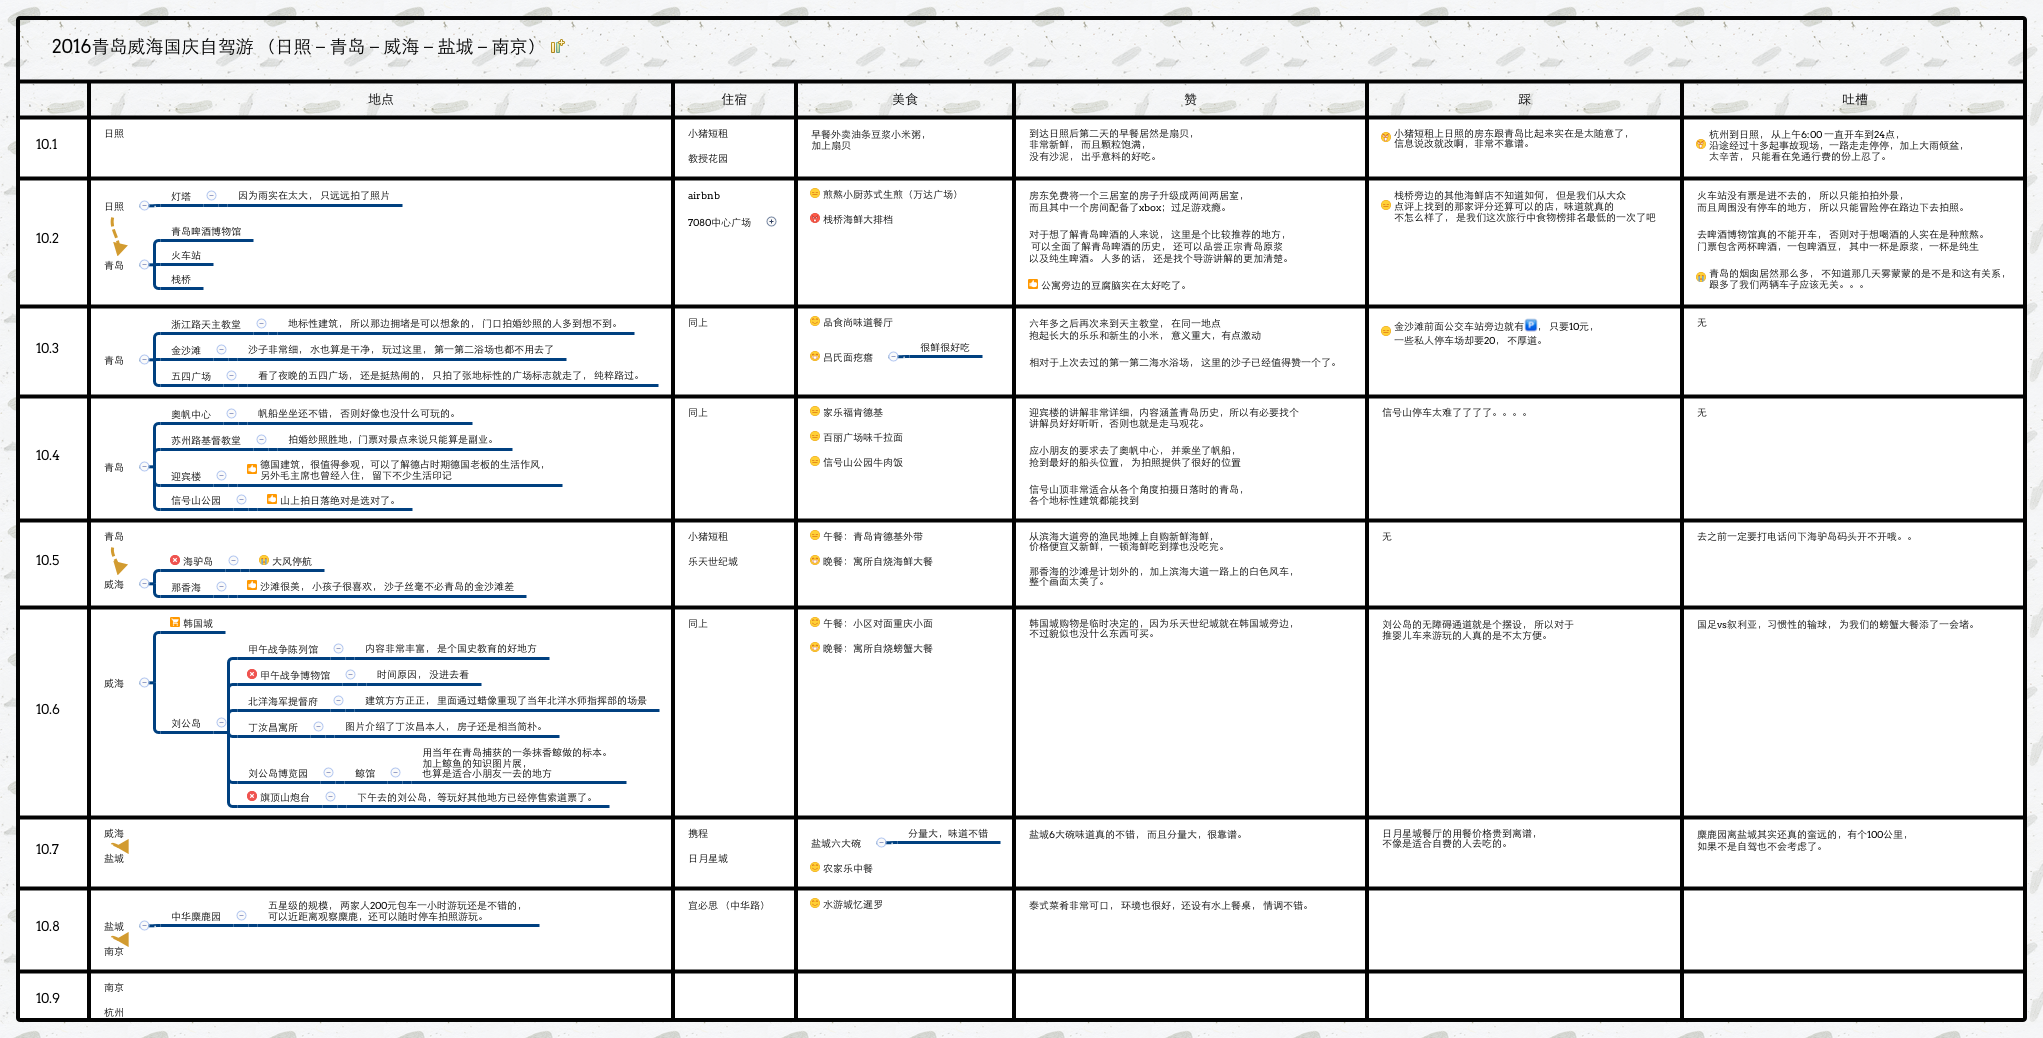 2016青岛威海国庆自驾游 （日照 – 青岛 – 威海 – 盐城 – 南京）
地点
住宿
美食
赞
踩
吐槽
10.1
日照
小猪短租
教授花园
早餐外卖油条豆浆小米粥，
加上扇贝
到达日照后第二天的早餐居然是扇贝，
非常新鲜， 而且颗粒饱满，
没有沙泥， 出乎意料的好吃。
小猪短租上日照的房东跟青岛比起来实在是太随意了，
信息说改就改啊， 非常不靠谱。
杭州到日照， 从上午6:00 一直开车到24点，
沿途经过十多起事故现场，一路走走停停，加上大雨倾盆，
太辛苦， 只能看在免通行费的份上忍了。
10.2
日照
灯塔
因为雨实在太大， 只远远拍了照片
青岛
青岛啤酒博物馆
火车站
栈桥
airbnb
7080中心广场
煎熬小厨苏式生煎（万达广场）
栈桥海鲜大排档
房东免费将一个三居室的房子升级成两间两居室，
而且其中一个房间配备了xbox；过足游戏瘾。
对于想了解青岛啤酒的人来说， 这里是个比较推荐的地方，
可以全面了解青岛啤酒的历史， 还可以品尝正宗青岛原浆
以及纯生啤酒。 人多的话， 还是找个导游讲解的更加清楚。
公寓旁边的豆腐脑实在太好吃了。
栈桥旁边的其他海鲜店不知道如何， 但是我们从大众
点评上找到的那家评分还算可以的店，味道就真的
不怎么样了， 是我们这次旅行中食物榜排名最低的一次了吧
火车站没有票是进不去的， 所以只能拍拍外景，
而且周围没有停车的地方， 所以只能冒险停在路边下去拍照。
去啤酒博物馆真的不能开车， 否则对于想喝酒的人实在是种煎熬。
门票包含两杯啤酒，一包啤酒豆， 其中一杯是原浆，一杯是纯生
青岛的烟囱居然那么多， 不知道那几天雾蒙蒙的是不是和这有关系，
跟多了我们两辆车子应该无关。。。
10.3
青岛
浙江路天主教堂
地标性建筑， 所以那边拥堵是可以想象的， 门口拍婚纱照的人多到想不到。
金沙滩
沙子非常细， 水也算是干净， 玩过这里， 第一第二浴场也都不用去了
五四广场
看了夜晚的五四广场， 还是挺热闹的， 只拍了张地标性的广场标志就走了， 纯粹路过。
同上
品食尚味道餐厅
吕氏面疙瘩
很鲜很好吃
六年多之后再次来到天主教堂， 在同一地点
抱起长大的乐乐和新生的小米， 意义重大，有点激动
相对于上次去过的第一第二海水浴场， 这里的沙子已经值得赞一个了。
金沙滩前面公交车站旁边就有P， 只要10元，
一些私人停车场却要20， 不厚道。
无
10.4
青岛
奥帆中心
帆船坐坐还不错， 否则好像也没什么可玩的。
苏州路基督教堂
拍婚纱照胜地，门票对景点来说只能算是副业。
迎宾楼
德国建筑，很值得参观，可以了解德占时期德国老板的生活作风，
另外毛主席也曾经入住， 留下不少生活印记
信号山公园
山上拍日落绝对是选对了。
同上
家乐福肯德基
百丽广场味千拉面
信号山公园牛肉饭
迎宾楼的讲解非常详细，内容涵盖青岛历史，所以有必要找个
讲解员好好听听，否则也就是走马观花。
应小朋友的要求去了奥帆中心， 并乘坐了帆船，
抢到最好的船头位置， 为拍照提供了很好的位置
信号山顶非常适合从各个角度拍摄日落时的青岛，
各个地标性建筑都能找到
信号山停车太难了了了了。。。。
无
10.5
青岛
威海
海驴岛
大风停航
那香海
沙滩很美， 小孩子很喜欢， 沙子丝毫不必青岛的金沙滩差
小猪短租
乐天世纪城
午餐：青岛肯德基外带
晚餐：寓所自烧海鲜大餐
从滨海大道旁的渔民地摊上自购新鲜海鲜，
价格便宜又新鲜，一顿海鲜吃到撑也没吃完。
那香海的沙滩是计划外的，加上滨海大道一路上的白色风车，
整个画面太美了。
无
去之前一定要打电话问下海驴岛码头开不开哦。。
10.6
威海
韩国城
刘公岛
甲午战争陈列馆
内容非常丰富， 是个国史教育的好地方
甲午战争博物馆
时间原因， 没进去看
北洋海军提督府
建筑方方正正， 里面通过蜡像重现了当年北洋水师指挥部的场景
丁汝昌寓所
图片介绍了丁汝昌本人， 房子还是相当简朴。
刘公岛博览园
鲸馆
用当年在青岛捕获的一条抹香鲸做的标本。
加上鲸鱼的知识图片展，
也算是适合小朋友一去的地方
旗顶山炮台
下午去的刘公岛，等玩好其他地方已经停售索道票了。
同上
午餐：小区对面重庆小面
晚餐：寓所自烧螃蟹大餐
韩国城购物是临时决定的，因为乐天世纪城就在韩国城旁边，
不过貌似也没什么东西可买。
刘公岛的无障碍通道就是个摆设， 所以对于
推婴儿车来游玩的人真的是不太方便。
国足vs叙利亚，习惯性的输球， 为我们的螃蟹大餐添了一会堵。
10.7
威海
盐城
携程
日月星城
盐城六大碗
分量大，味道不错
农家乐中餐
盐城6大碗味道真的不错， 而且分量大，很靠谱。
日月星城餐厅的用餐价格贵到离谱，
不像是适合自费的人去吃的。
麋鹿园离盐城其实还真的蛮远的，有个100公里，
如果不是自驾也不会考虑了。
10.8
盐城
中华麋鹿园
五星级的规模， 两家人200元包车一小时游玩还是不错的，
可以近距离观察麋鹿，还可以随时停车拍照游玩。
南京
宜必思 （中华路）
水游城忆暹罗
泰式菜肴非常可口， 环境也很好，还设有水上餐桌， 情调不错。
10.9
南京
杭州